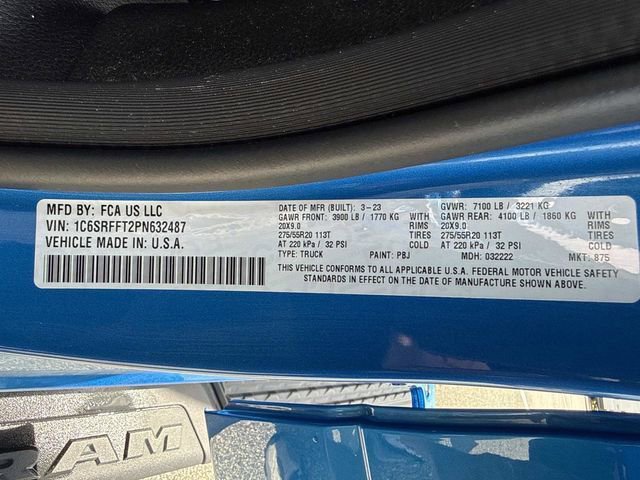 MFD BY: FCA US LLC
VIN: 1C6SRFFT2PN632487
VEHICLE MADE IN: U.S.A.
DATE OF MFR (BUILT): 3-23 GVWR: 7100 LB / 3221 KG
GAWR FRONT: 3900 LB / 1770 KG WITH GAWR REAR: 4100 LB / 1860 KG WITH
20X9.0 RIMS 20X9.0 RIMS
275/55R20 113T TIRES 275/55R20 113T TIRES
AT 220 kPa / 32 PSI COLD AT 220 kPa / 32 PSI COLD
TYPE: TRUCK PAINT: PBJ MDH: 032222 MKT: 875
THIS VEHICLE CONFORMS TO ALL APPLICABLE U.S.A. FEDERAL MOTOR VEHICLE SAFETY
STANDARDS IN EFFECT ON THE DATE OF MANUFACTURE SHOWN ABOVE.
RAM